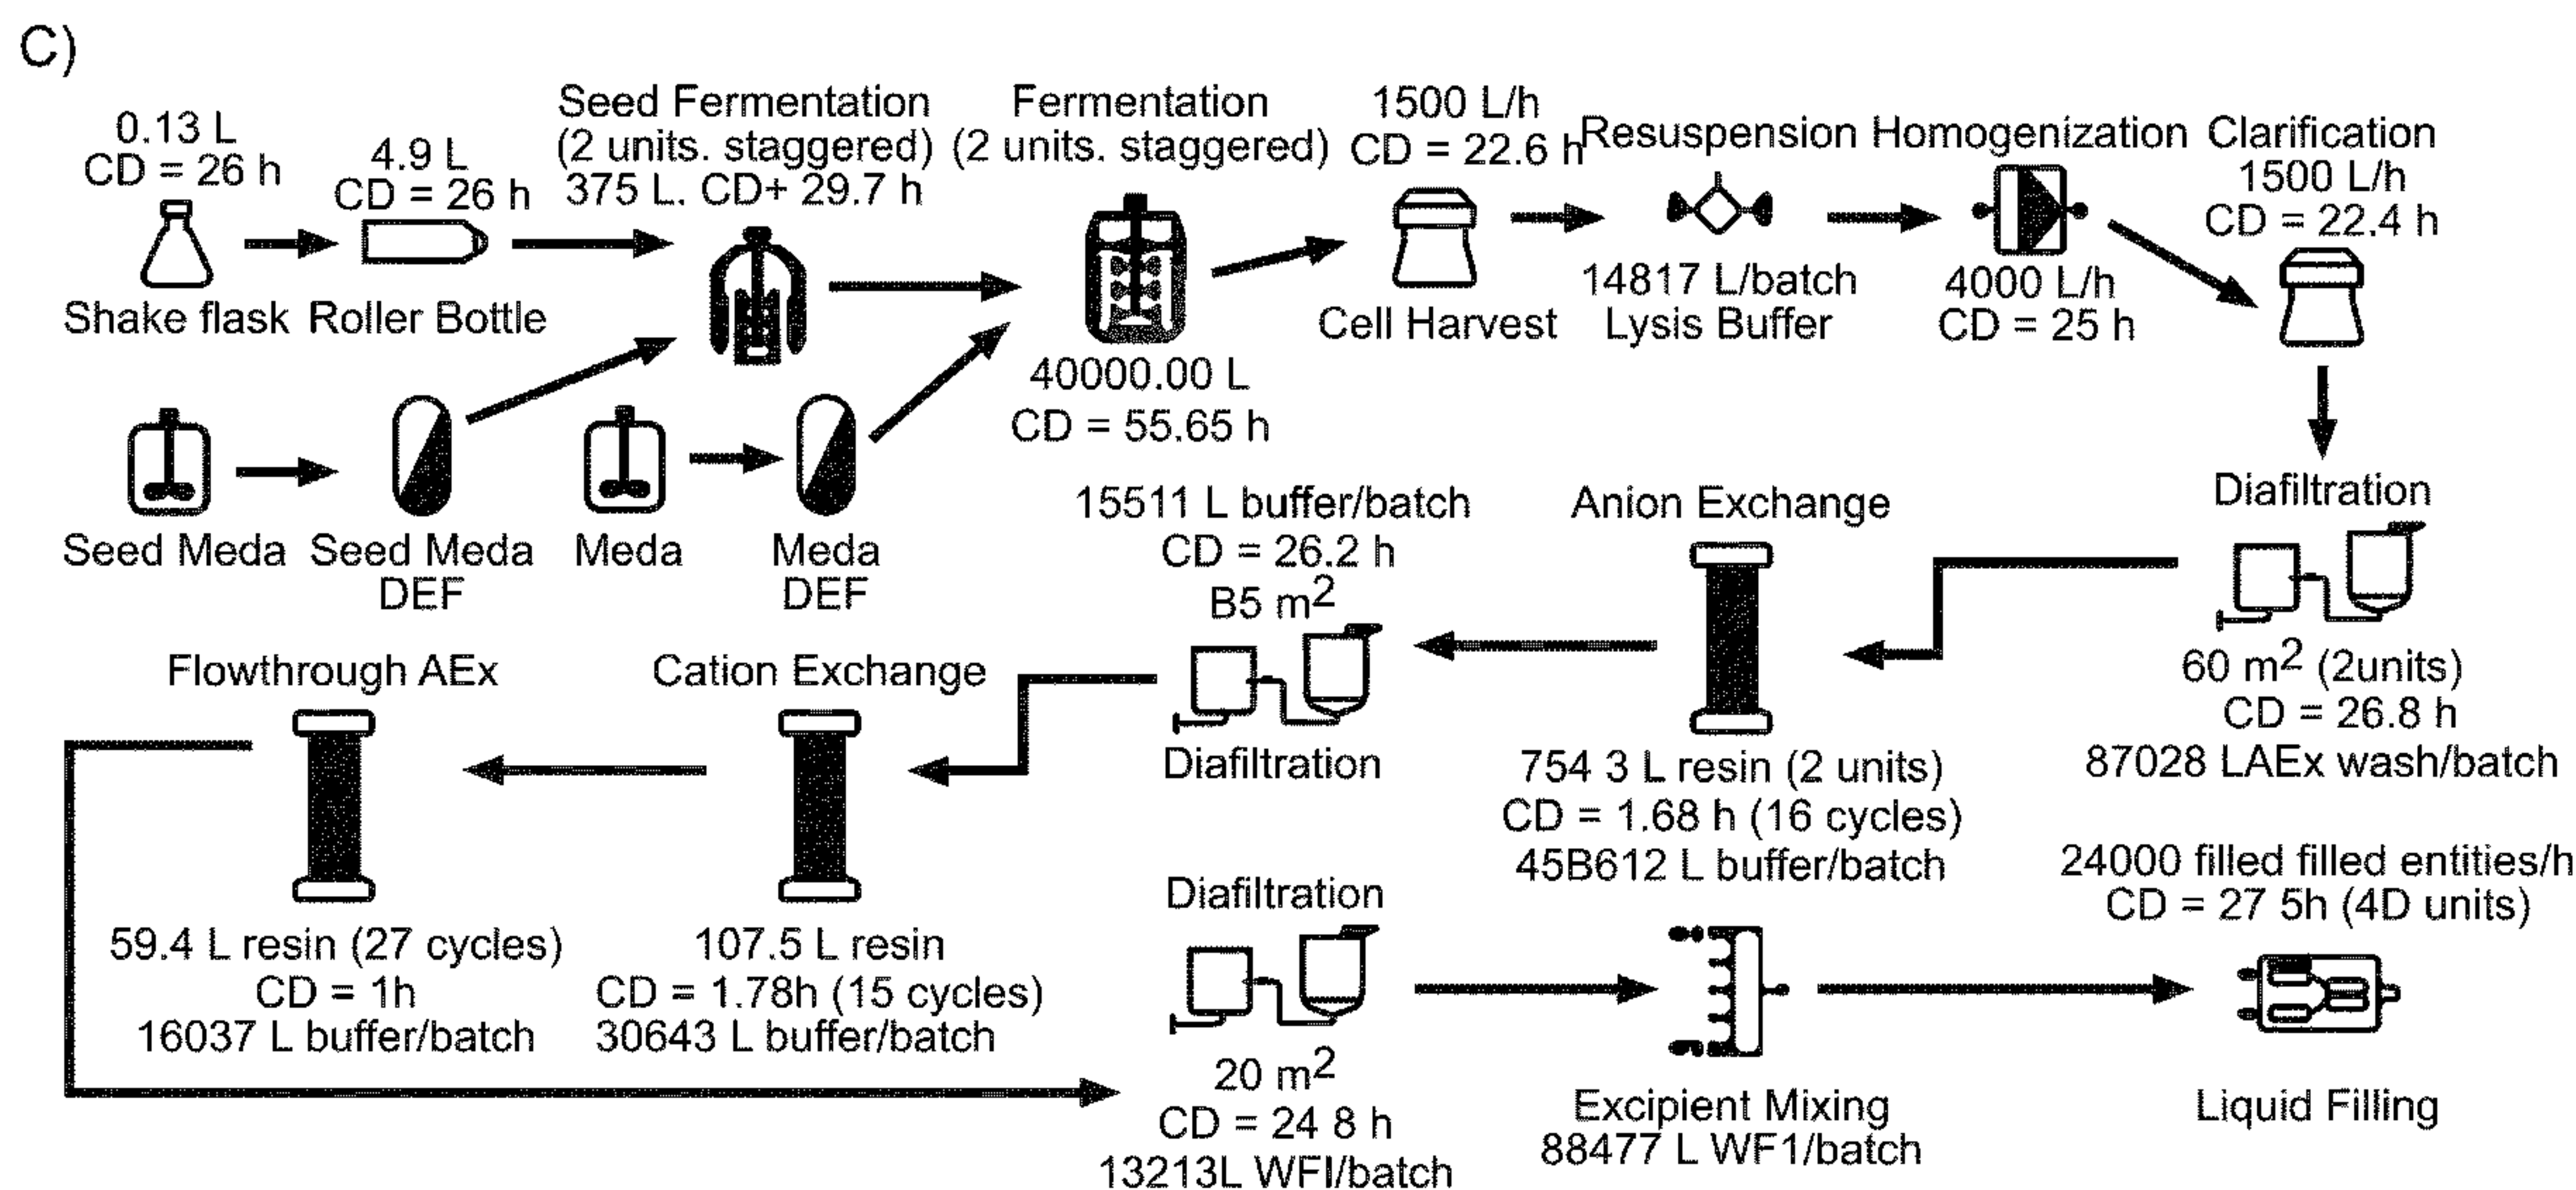 C)
0.13 L
CD = 26 h
Shake flask
4.9 L
CD = 26 h
Roller Bottle
Seed Fermentation
(2 units. staggered)
375 L. CD+ 29.7 h
Fermentation
(2 units. staggered)
40000.00 L
CD = 55.65 h
1500 L/h
CD = 22.6 h
Cell Harvest
Resuspension
14817 L/batch
Lysis Buffer
Homogenization
4000 L/h
CD = 25 h
Clarification
1500 L/h
CD = 22.4 h
Seed Meda
Seed Meda
DEF
Meda
Meda
DEF
Diafiltration
60 m2 (2units)
CD = 26.8 h
87028 LAEx wash/batch
Anion Exchange
754 3 L resin (2 units)
CD = 1.68 h (16 cycles)
45B612 L buffer/batch
15511 L buffer/batch
CD = 26.2 h
B5 m2
Diafiltration
Cation Exchange
107.5 L resin
CD = 1.78h (15 cycles)
30643 L buffer/batch
Flowthrough AEx
59.4 L resin (27 cycles)
CD = 1h
16037 L buffer/batch
Diafiltration
20 m2
CD = 24 8 h
13213L WFI/batch
Excipient Mixing
88477 L WF1/batch
24000 filled filled entities/h
CD = 27 5h (4D units)
Liquid Filling